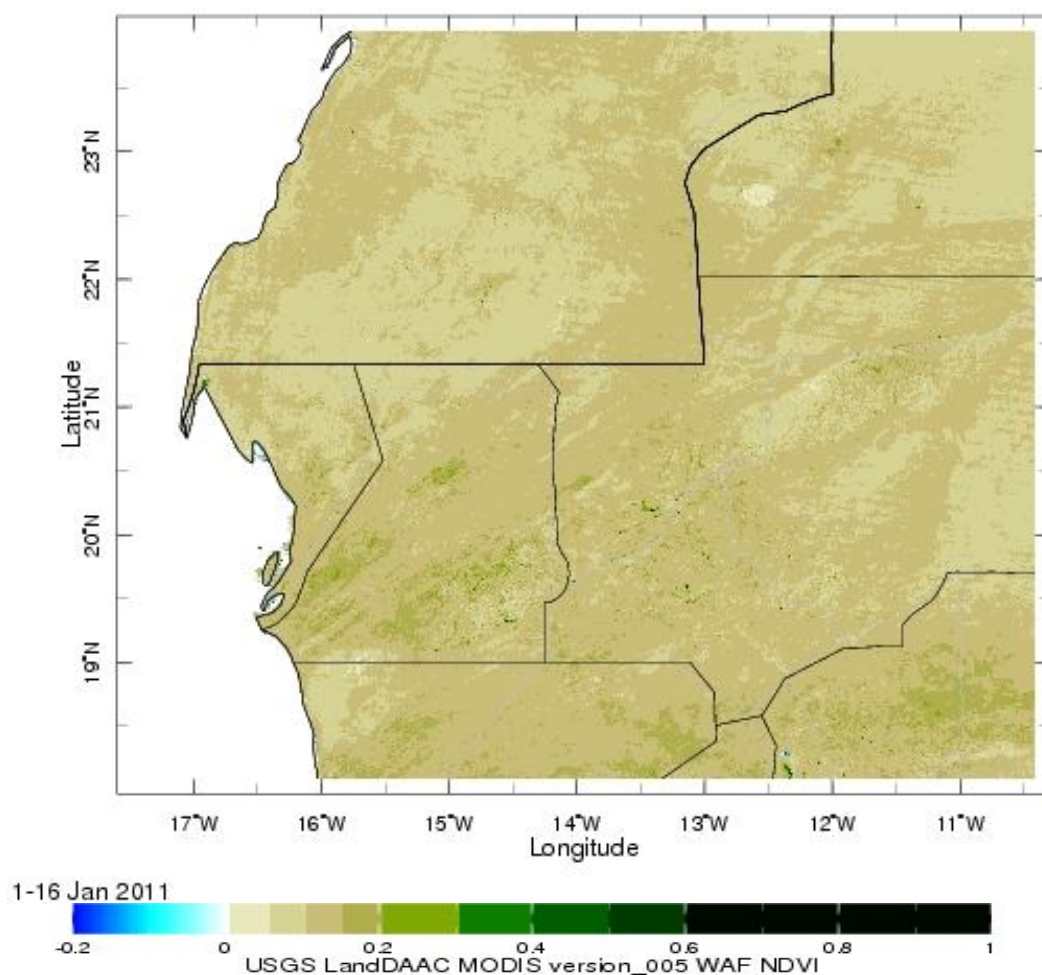 23°N
22°N
21°N
20°N
19°N
Latitude
17°W 16°W 15°W 14°W 13°W 12°W 11°W
Longitude
1-16 Jan 2011
-0.2 0 0.2 0.4 0.6 0.8 1
USGS LandDAAC MODIS version_005 WAF NDVI